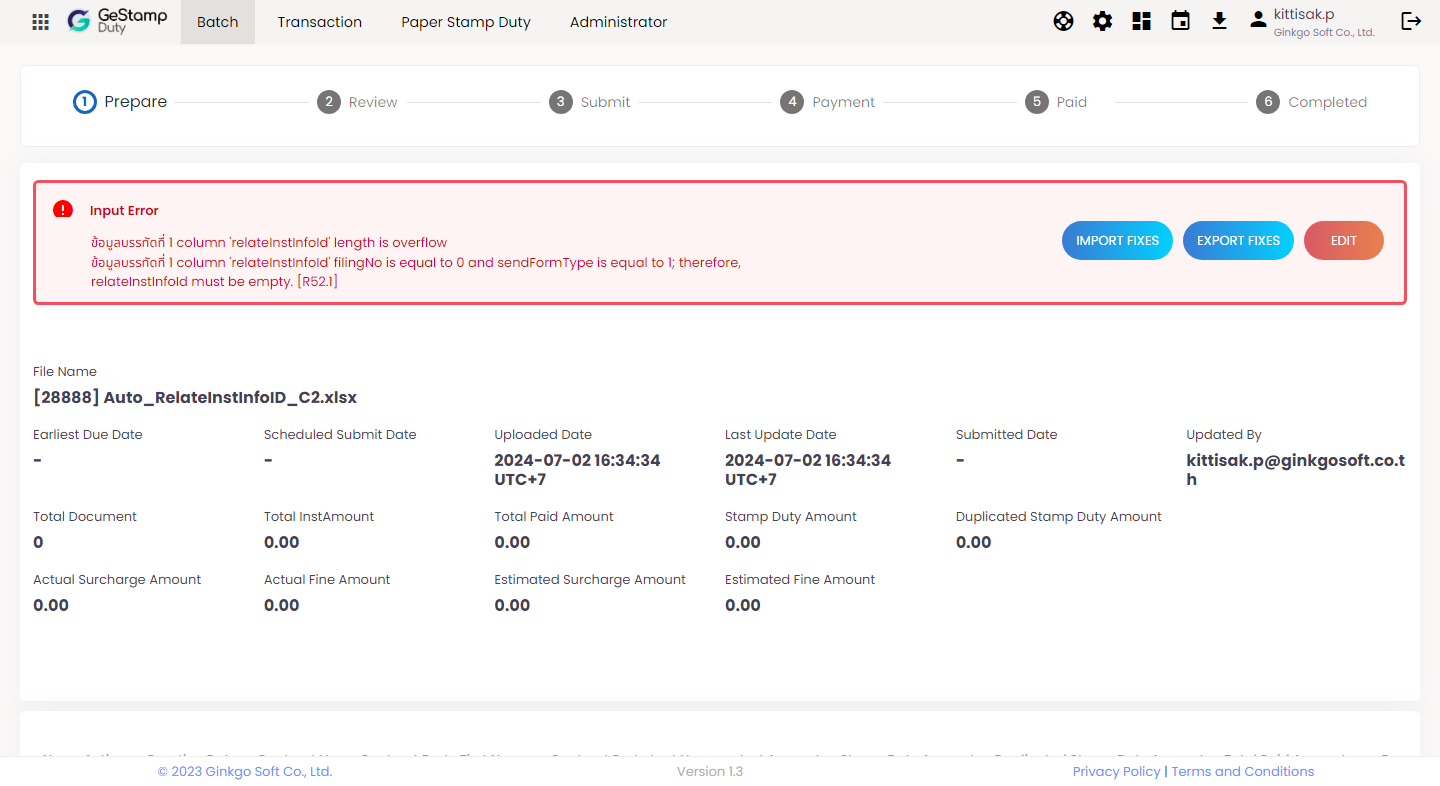 GeStamp
Duty
Batch
Transaction
Paper Stamp Duty
Administrator
kittisak.p
Ginkgo Soft Co., Ltd.
1 Prepare
2 Review
3 Submit
4 Payment
5 Paid
6 Completed
Input Error
ข้อมูลบรรทัดที่ 1 column 'relateInstInfoId' length is overflow
ข้อมูลบรรทัดที่ 1 column 'relateInstInfoId' filingNo is equal to 0 and sendFormType is equal to 1; therefore,
relateInstInfoId must be empty. [R52.1]
IMPORT FIXES
EXPORT FIXES
EDIT
File Name
[28888] Auto_RelateInstInfoID_C2.xlsx
Earliest Due Date
-
Scheduled Submit Date
-
Uploaded Date
2024-07-02 16:34:34
UTC+7
Last Update Date
2024-07-02 16:34:34
UTC+7
Submitted Date
-
Updated By
kittisak.p@ginkgosoft.co.t
h
Total Document
0
Total InstAmount
0.00
Total Paid Amount
0.00
Stamp Duty Amount
0.00
Duplicated Stamp Duty Amount
0.00
Actual Surcharge Amount
0.00
Actual Fine Amount
0.00
Estimated Surcharge Amount
0.00
Estimated Fine Amount
0.00
© 2023 Ginkgo Soft Co., Ltd.
Version 1.3
Privacy Policy | Terms and Conditions